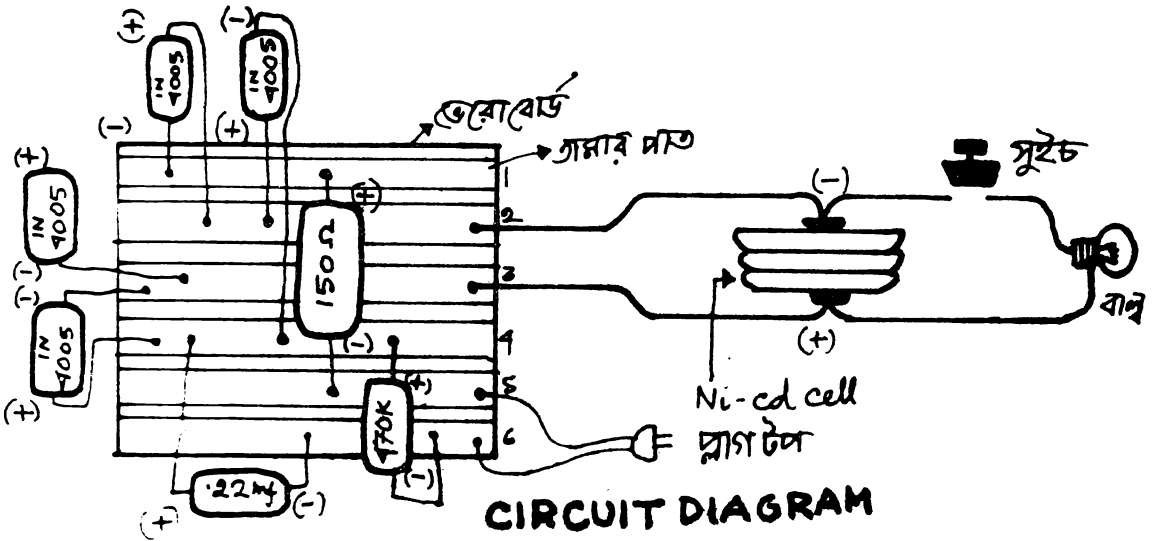 (+)
(-)
IN 4005
IN 4005
(-)
(+)
ভেরো বোর্ড
তামার পাত
(+)
IN 4005
(-)
(-)
IN 4005
(+)
1
2
3
4
5
6
(+)
150Ω
(-)
(+)
470K
(-)
.22mf
(+)
(-)
(-)
(+)
সুইচ
বাল্ব
Ni-cd cell
প্লাগ টপ
CIRCUIT DIAGRAM